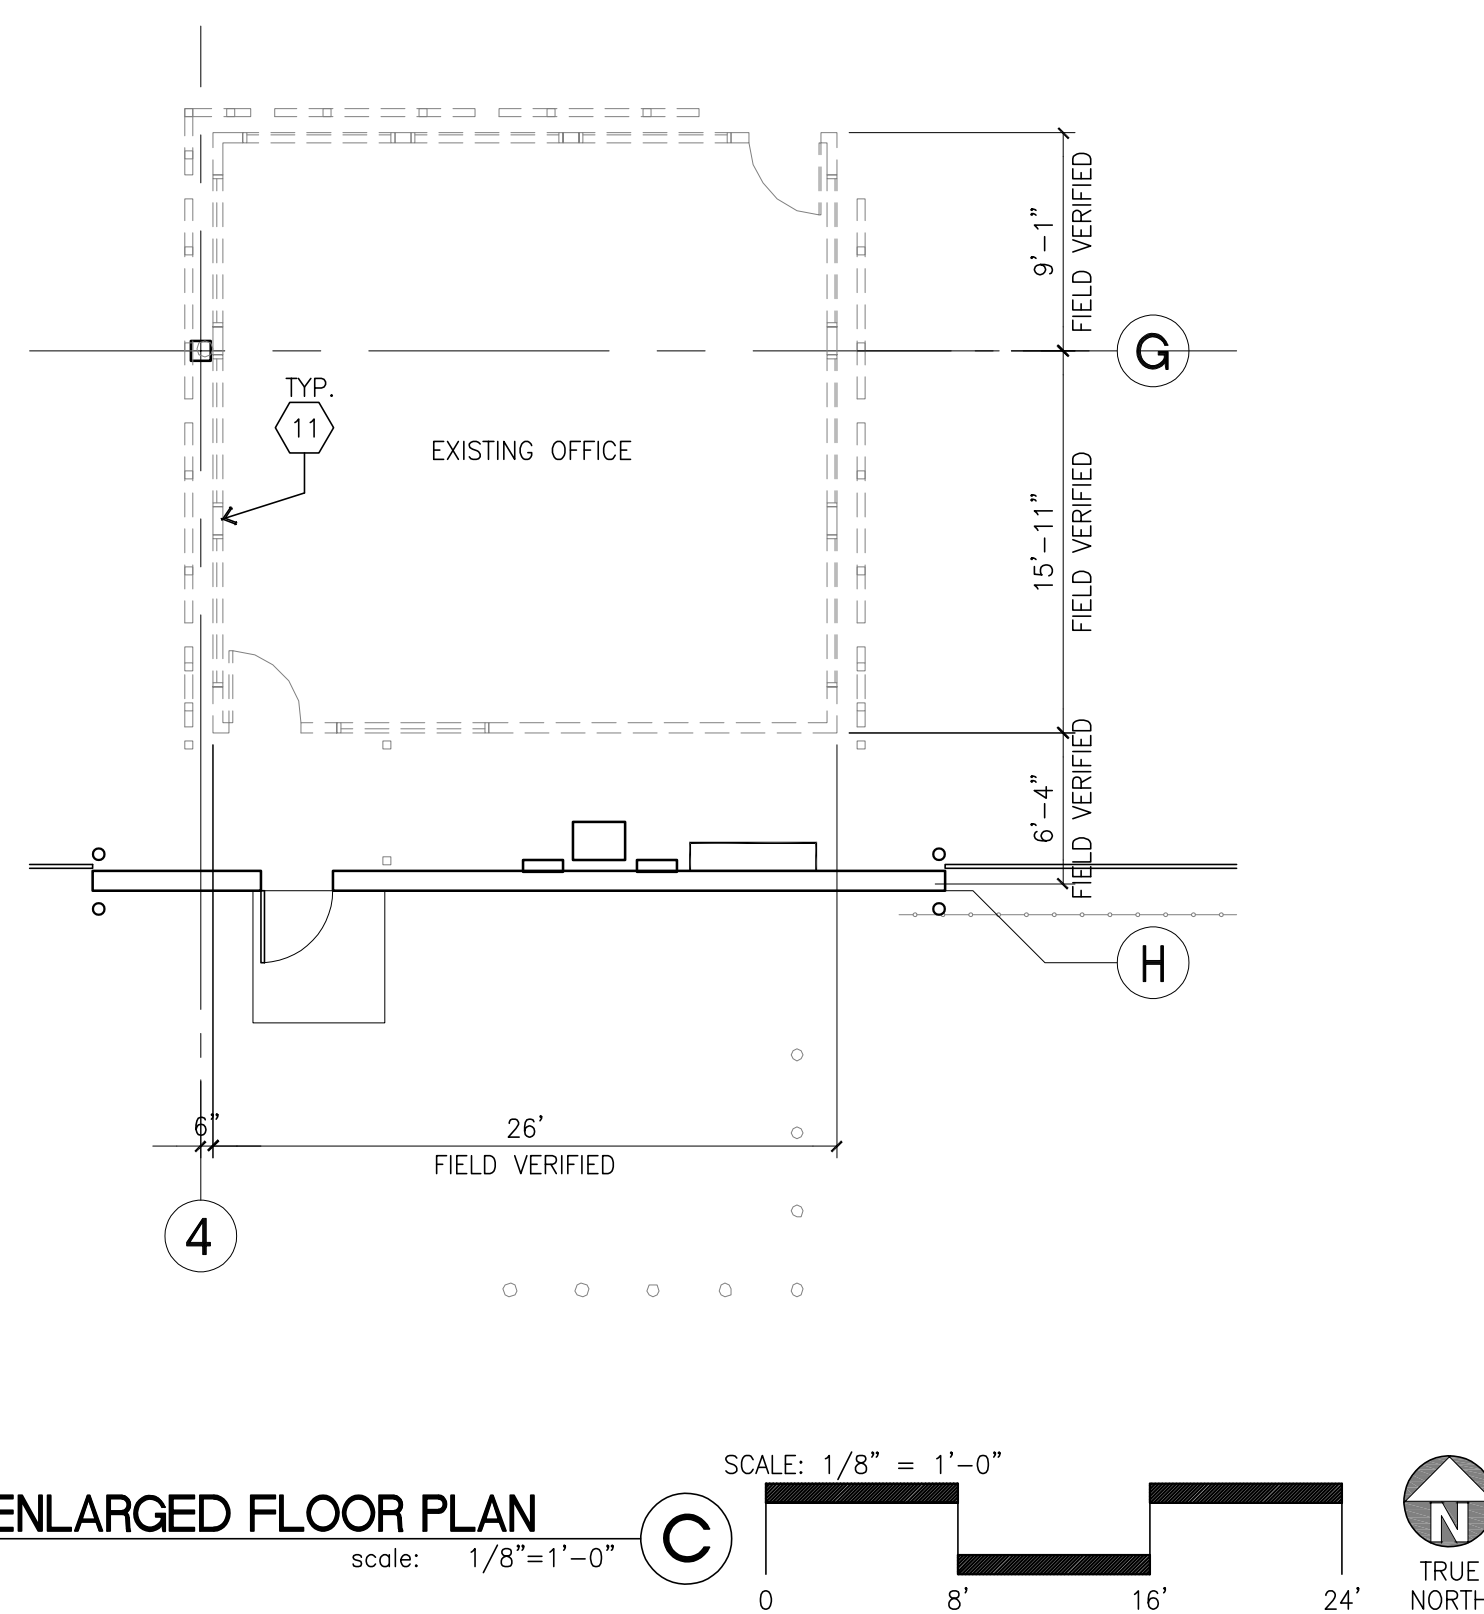 9'-1"
FIELD VERIFIED
G
TYP.
11
EXISTING OFFICE
15'-11"
FIELD VERIFIED
6'-4"
FIELD VERIFIED
H
6"
26'
FIELD VERIFIED
4
SCALE: 1/8" = 1'-0"
ENLARGED FLOOR PLAN
C
scale: 1/8"=1'-0"
N
TRUE
NORTH
0 8' 16' 24'